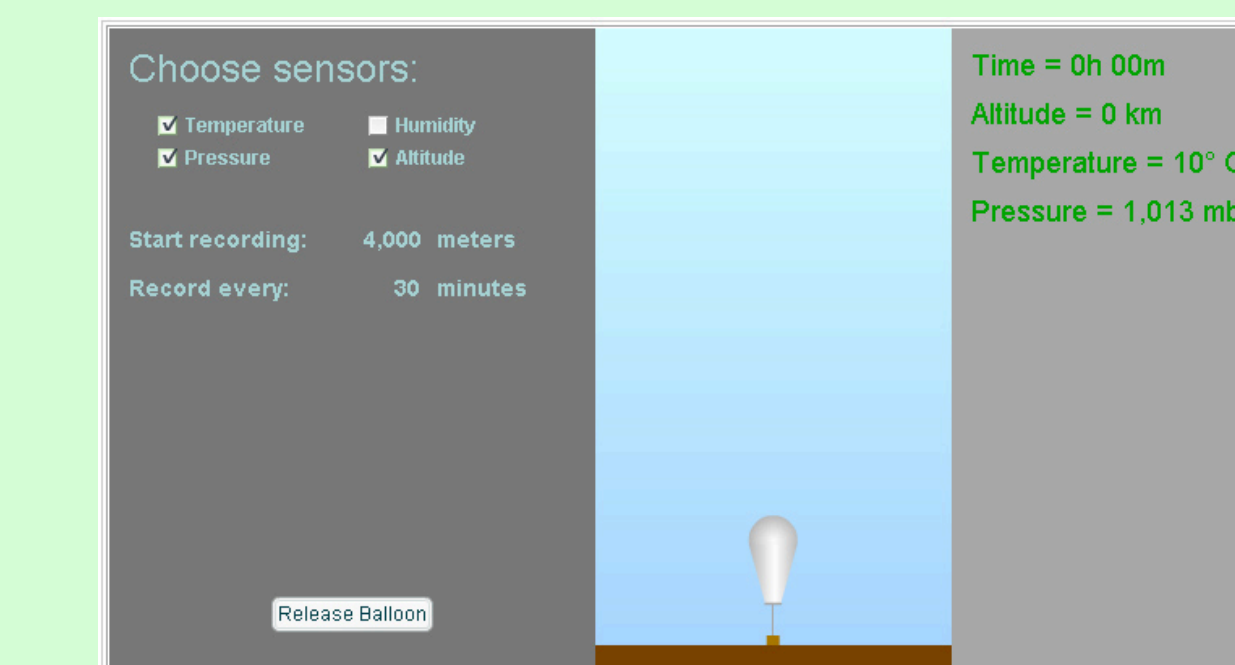 Choose sensors:
Temperature Humidity
Pressure Altitude
Start recording: 4,000 meters
Record every: 30 minutes
Release Balloon
Time = 0h 00m
Altitude = 0 km
Temperature = 10°
Pressure = 1,013